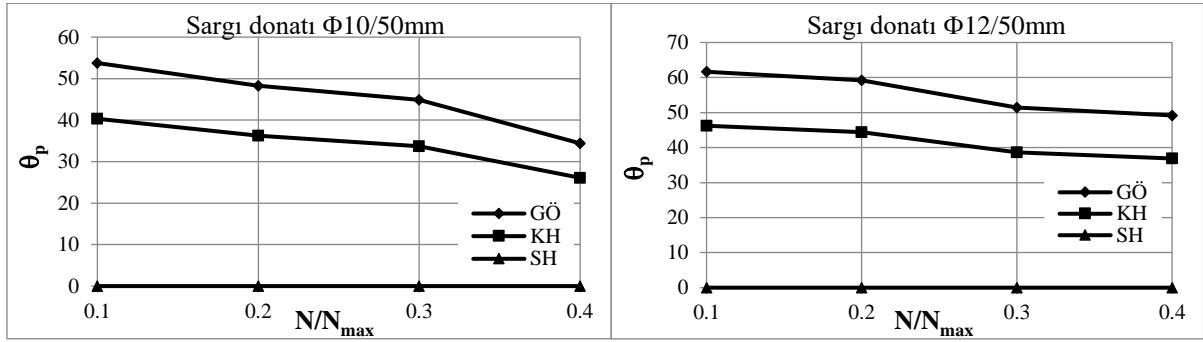 Sargı donatı Φ10/50mm
60
50
40
30
20
10
0
θp
GÖ
KH
SH
0.1
0.2
0.3
0.4
N/Nmax
Sargı donatı Φ12/50mm
70
60
50
40
30
20
10
0
θp
GÖ
KH
SH
0.1
0.2
0.3
0.4
N/Nmax